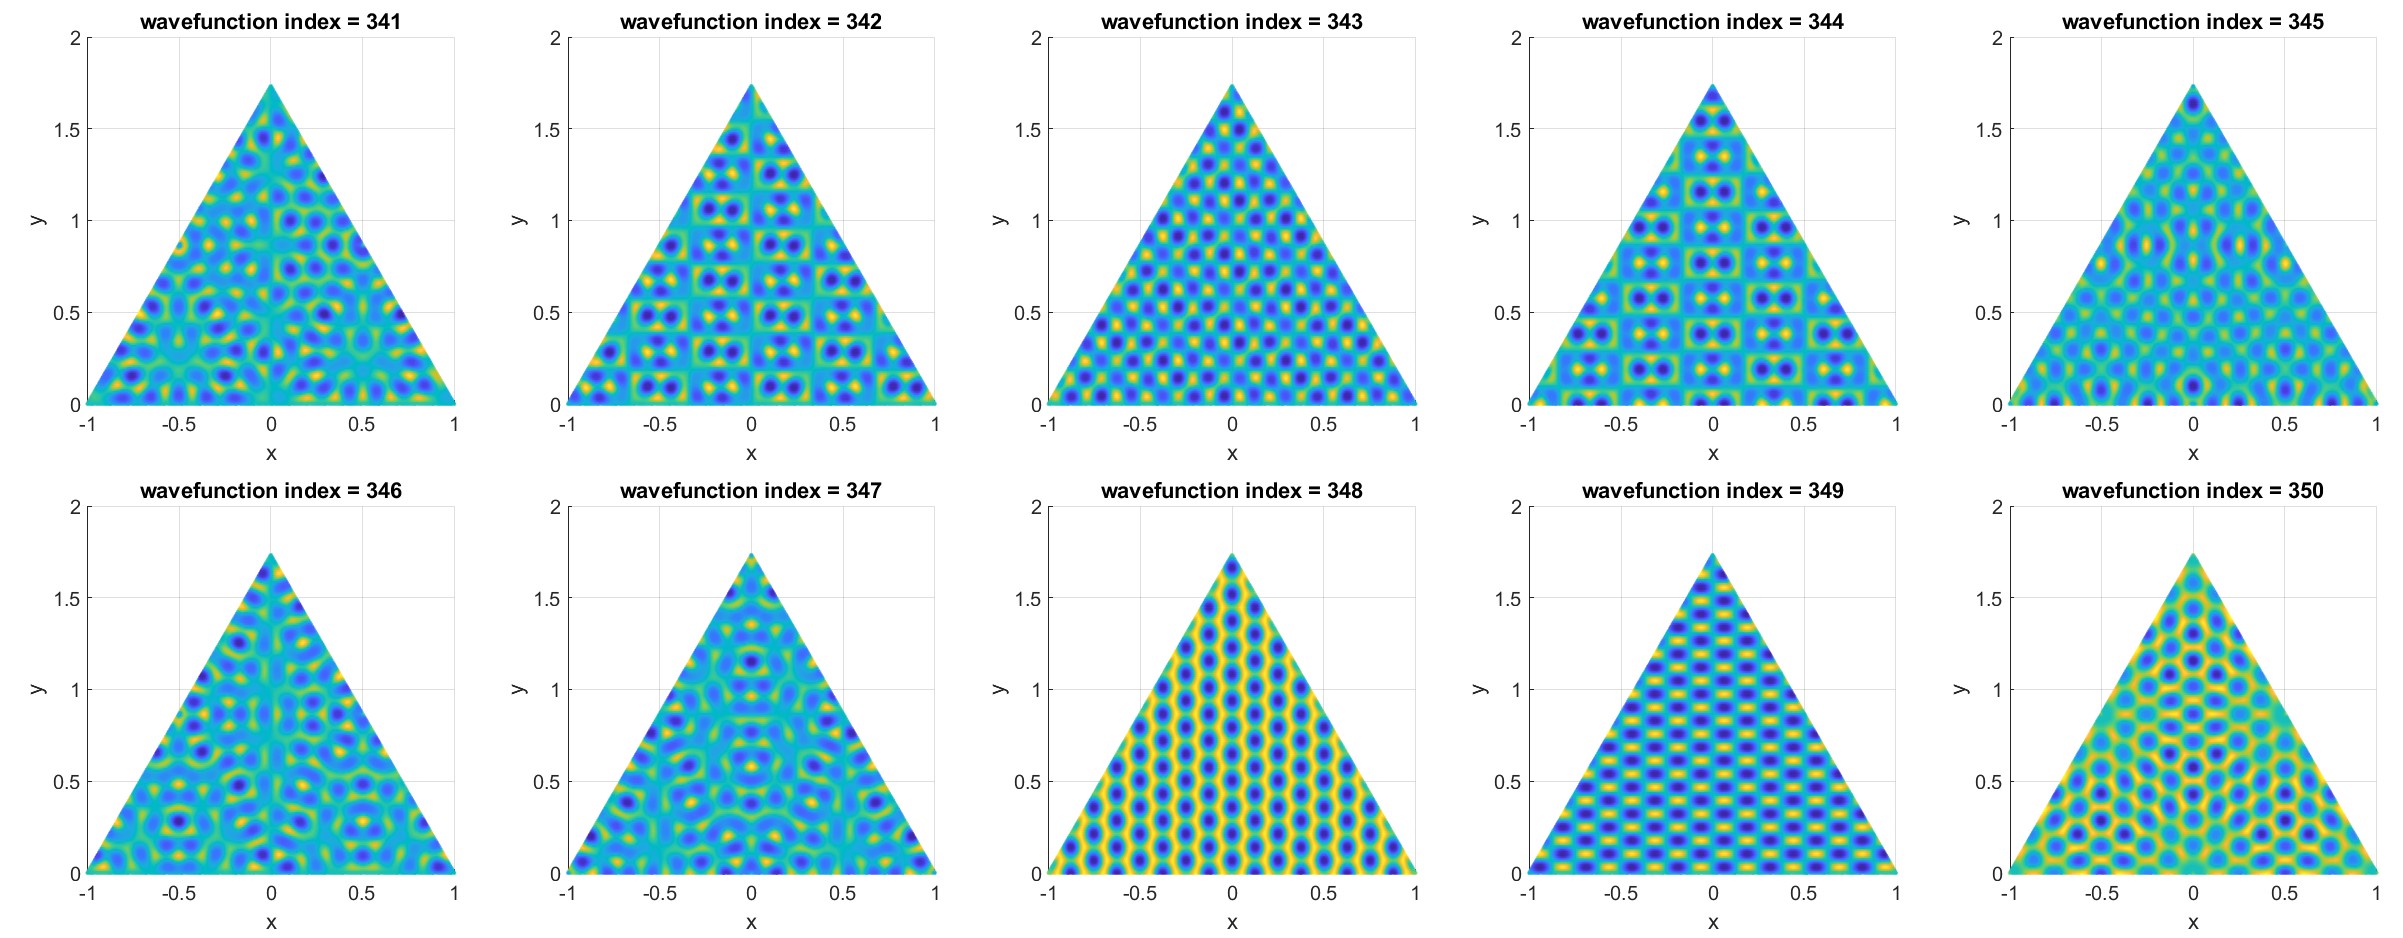 wavefunction index = 341
2
1.5
1
0.5
0
y
-1 -0.5 0 0.5 1
x
wavefunction index = 342
2
1.5
1
0.5
0
y
-1 -0.5 0 0.5 1
x
wavefunction index = 343
2
1.5
1
0.5
0
y
-1 -0.5 0 0.5 1
x
wavefunction index = 344
2
1.5
1
0.5
0
y
-1 -0.5 0 0.5 1
x
wavefunction index = 345
2
1.5
1
0.5
0
y
-1 -0.5 0 0.5 1
x
wavefunction index = 346
2
1.5
1
0.5
0
y
-1 -0.5 0 0.5 1
x
wavefunction index = 347
2
1.5
1
0.5
0
y
-1 -0.5 0 0.5 1
x
wavefunction index = 348
2
1.5
1
0.5
0
y
-1 -0.5 0 0.5 1
x
wavefunction index = 349
2
1.5
1
0.5
0
y
-1 -0.5 0 0.5 1
x
wavefunction index = 350
2
1.5
1
0.5
0
y
-1 -0.5 0 0.5 1
x